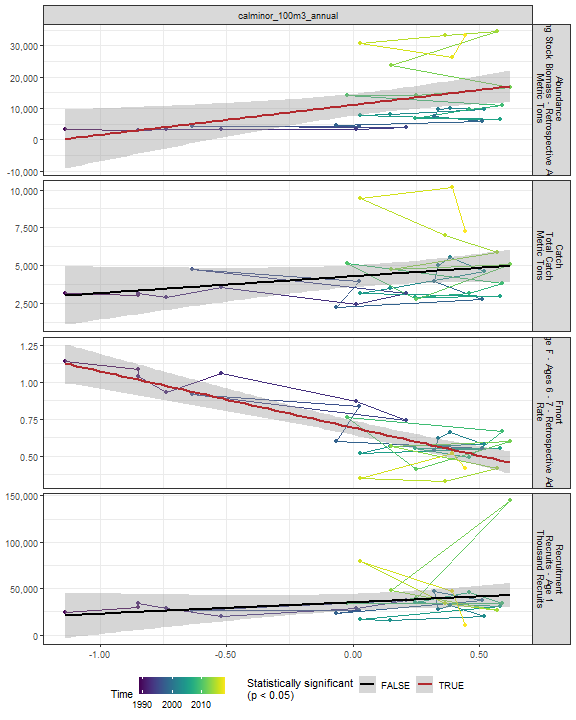 calminor_100m3_annual
30,000
20,000
10,000
0
-10,000
Abundance
Stock Biomass - Retrospective
Metric Tons
10,000
7,500
5,000
2,500
Catch
Total Catch
Metric Tons
1.25
1.00
0.75
0.50
Fmort
F - Ages 6 - 7 - Retrospective
Rate
150,000
100,000
50,000
0
Recruitment
Recruits - Age 1
Thousand Recruits
-1.00
-0.50
0.00
0.50
Time
1990 2000 2010
Statistically significant
(p < 0.05)
FALSE
TRUE